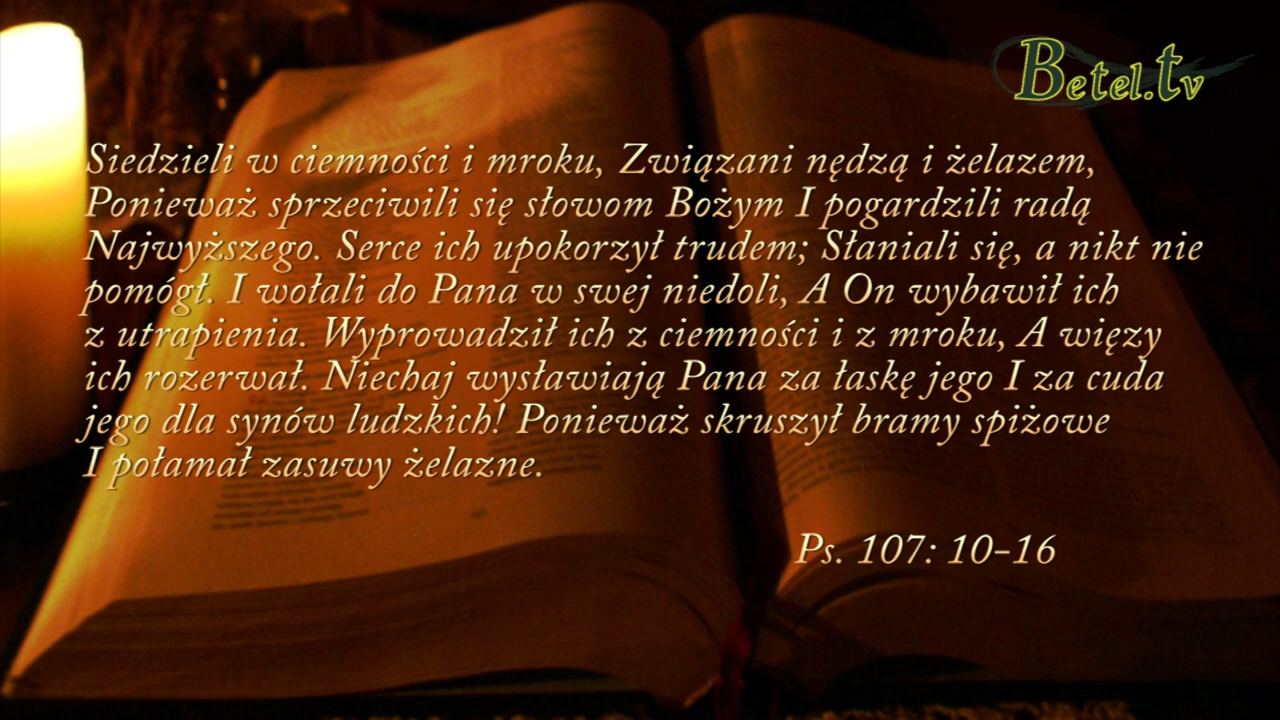 Betel.tv
Siedzieli w ciemności i mroku, Związani nędzą i żelazem,
Ponieważ sprzeciwili się słowom Bożym I pogardzili radą
Najwyższego. Serce ich upokorzył trudem; Słaniali się, a nikt nie
pomógł. I wołali do Pana w swej niedoli, A On wybawił ich
z utrapienia. Wyprowadził ich z ciemności i z mroku, A więzy
ich rozerwał. Niechaj wysławiają Pana za łaskę jego I za cuda
jego dla synów ludzkich! Ponieważ skruszył bramy spiżowe
I połamał zasuwy żelazne.
Ps. 107: 10-16